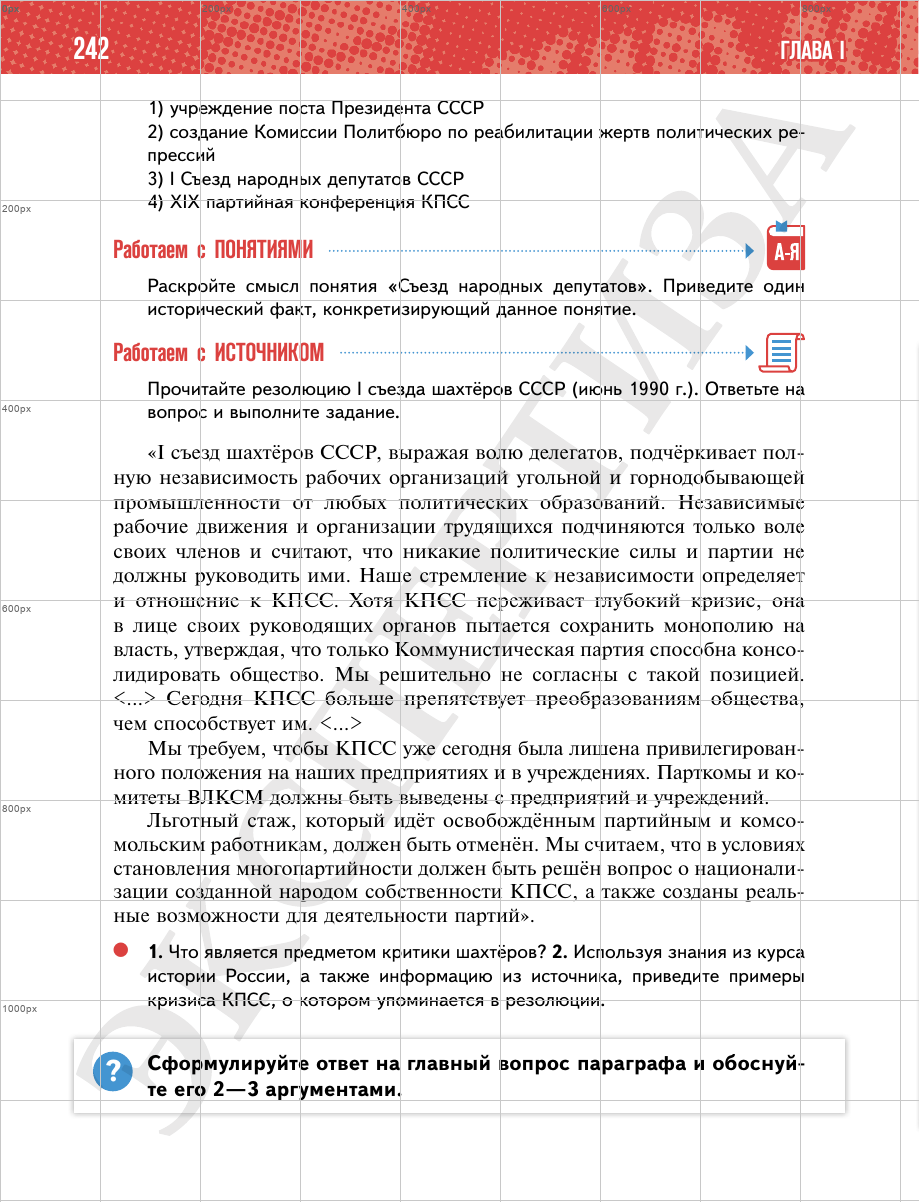 242
ГЛАВА I
1) учреждение поста Президента СССР
2) создание Комиссии Политбюро по реабилитации жертв политических ре-
прессий
3) I Съезд народных депутатов СССР
4) XIX партийная конференция КПСС
200px
Работаем с ПОНЯТИЯМИ
А-Я
Раскройте смысл понятия «Съезд народных депутатов». Приведите один
исторический факт, конкретизирующий данное понятие.
Работаем с ИСТОЧНИКОМ
Прочитайте резолюцию I съезда шахтёров СССР (июнь 1990 г.). Ответьте на
400px
вопрос и выполните задание.
«I съезд шахтёров СССР, выражая волю делегатов, подчёркивает пол-
ную независимость рабочих организаций угольной и горнодобывающей
промышленности от любых политических образований. Независимые
рабочие движения и организации трудящихся подчиняются только воле
своих членов и считают, что никакие политические силы и партии не
должны руководить ими. Наше стремление к независимости определяет
и отношение к КПСС. Хотя КПСС переживает глубокий кризис, она
600px
в лице своих руководящих органов пытается сохранить монополию на
власть, утверждая, что только Коммунистическая партия способна консо-
лидировать общество. Мы решительно не согласны с такой позицией.
<...> Сегодня КПСС больше препятствует преобразованиям общества,
чем способствует им. <...>
Мы требуем, чтобы КПСС уже сегодня была лишена привилегирован-
ного положения на наших предприятиях и в учреждениях. Парткомы и ко-
митеты ВЛКСМ должны быть выведены с предприятий и учреждений.
800px
Льготный стаж, который идёт освобождённым партийным и комсо-
мольским работникам, должен быть отменён. Мы считаем, что в условиях
становления многопартийности должен быть решён вопрос о национали-
зации созданной народом собственности КПСС, а также созданы реаль-
ные возможности для деятельности партий».
1. Что является предметом критики шахтёров? 2. Используя знания из курса
истории России, а также информацию из источника, приведите примеры
кризиса КПСС, о котором упоминается в резолюции.
1000px
? Сформулируйте ответ на главный вопрос параграфа и обоснуй-
те его 2—3 аргументами.
ЭКСПЕРТИЗА